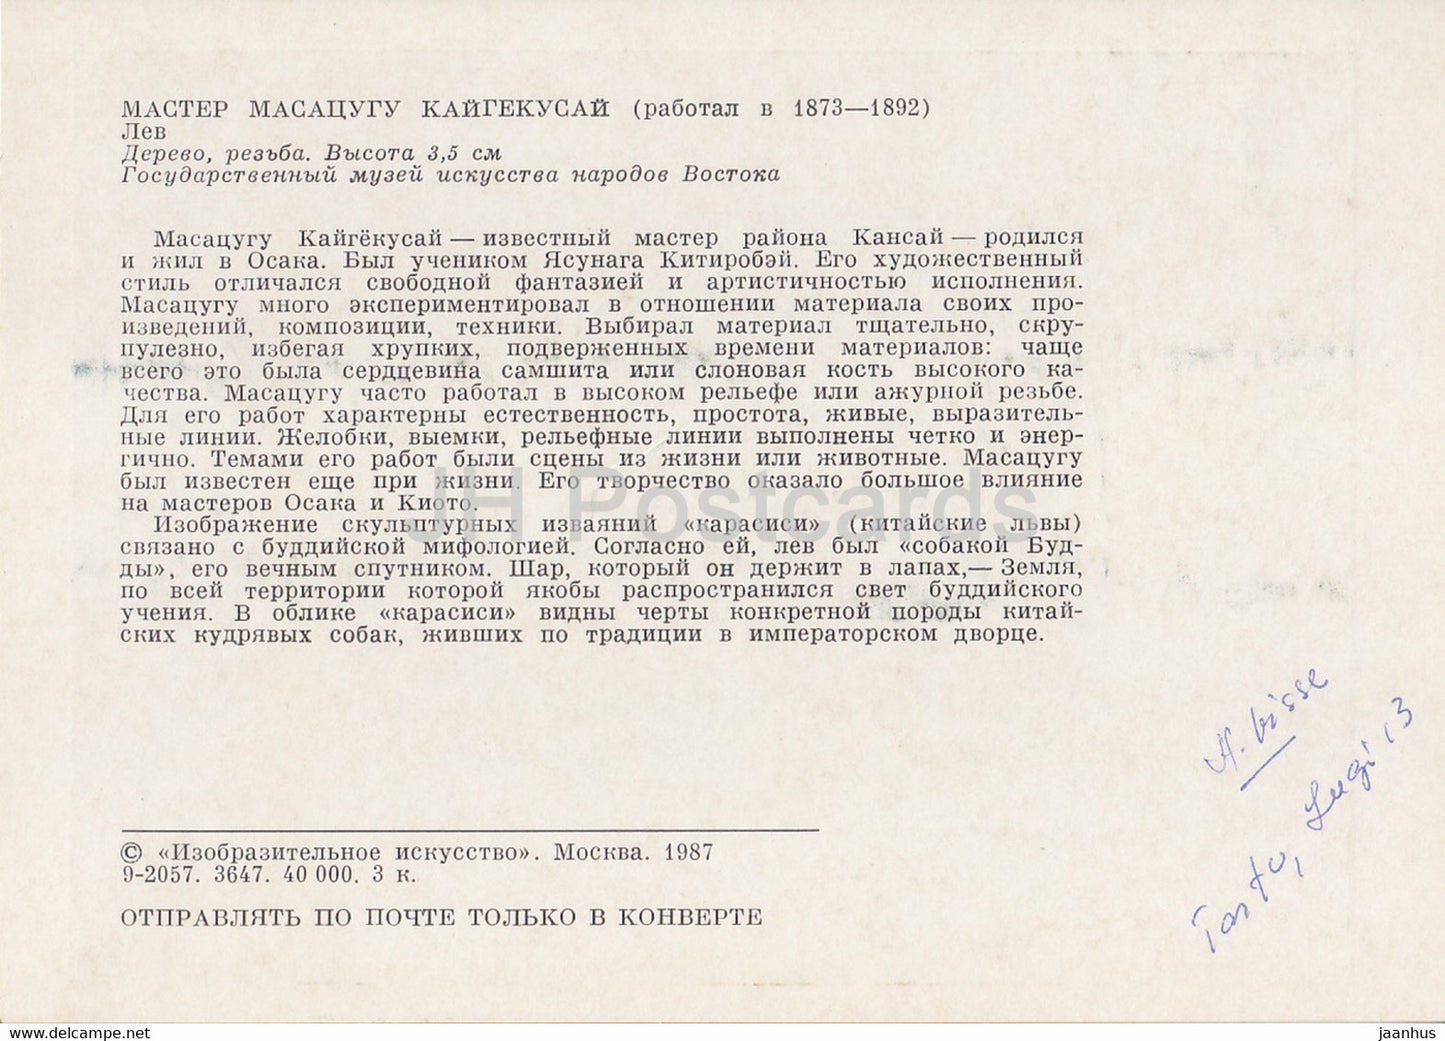 МАСТЕР МАСАЦУГУ КАЙГЕКУСАЙ (работал в 1873—1892)
Лев
Дерево, резьба. Высота 3,5 см
Государственный музей искусства народов Востока
Масацугу Кайгёкусай — известный мастер района Кансай — родился
и жил в Осака. Был учеником Ясунага Китиробэй. Его художественный
стиль отличался свободной фантазией и артистичностью исполнения.
Масацугу много экспериментировал в отношении материала своих про-
изведений, композиции, техники. Выбирал материал тщательно, скру-
пулезно, избегая хрупких, подверженных времени материалов: чаще
всего это была сердцевина самшита или слоновая кость высокого ка-
чества. Масацугу часто работал в высоком рельефе или ажурной резьбе.
Для его работ характерны естественность, простота, живые, выразитель-
ные линии. Желобки, выемки, рельефные линии выполнены четко и энер-
гично. Темами его работ были сцены из жизни или животные. Масацугу
был известен еще при жизни. Его творчество оказало большое влияние
на мастеров Осака и Киото.
Изображение скульптурных изваяний «карасиси» (китайские львы)
связано с буддийской мифологией. Согласно ей, лев был «собакой Буд-
ды», его вечным спутником. Шар, который он держит в лапах,— Земля,
по всей территории которой якобы распространился свет буддийского
учения. В облике «карасиси» видны черты конкретной породы китай-
ских кудрявых собак, живших по традиции в императорском дворце.
JH Postcards
© «Изобразительное искусство». Москва. 1987
9-2057. 3647. 40 000. 3 к.
ОТПРАВЛЯТЬ ПО ПОЧТЕ ТОЛЬКО В КОНВЕРТЕ
Tartu,
www.delcampe.net
jaanhus